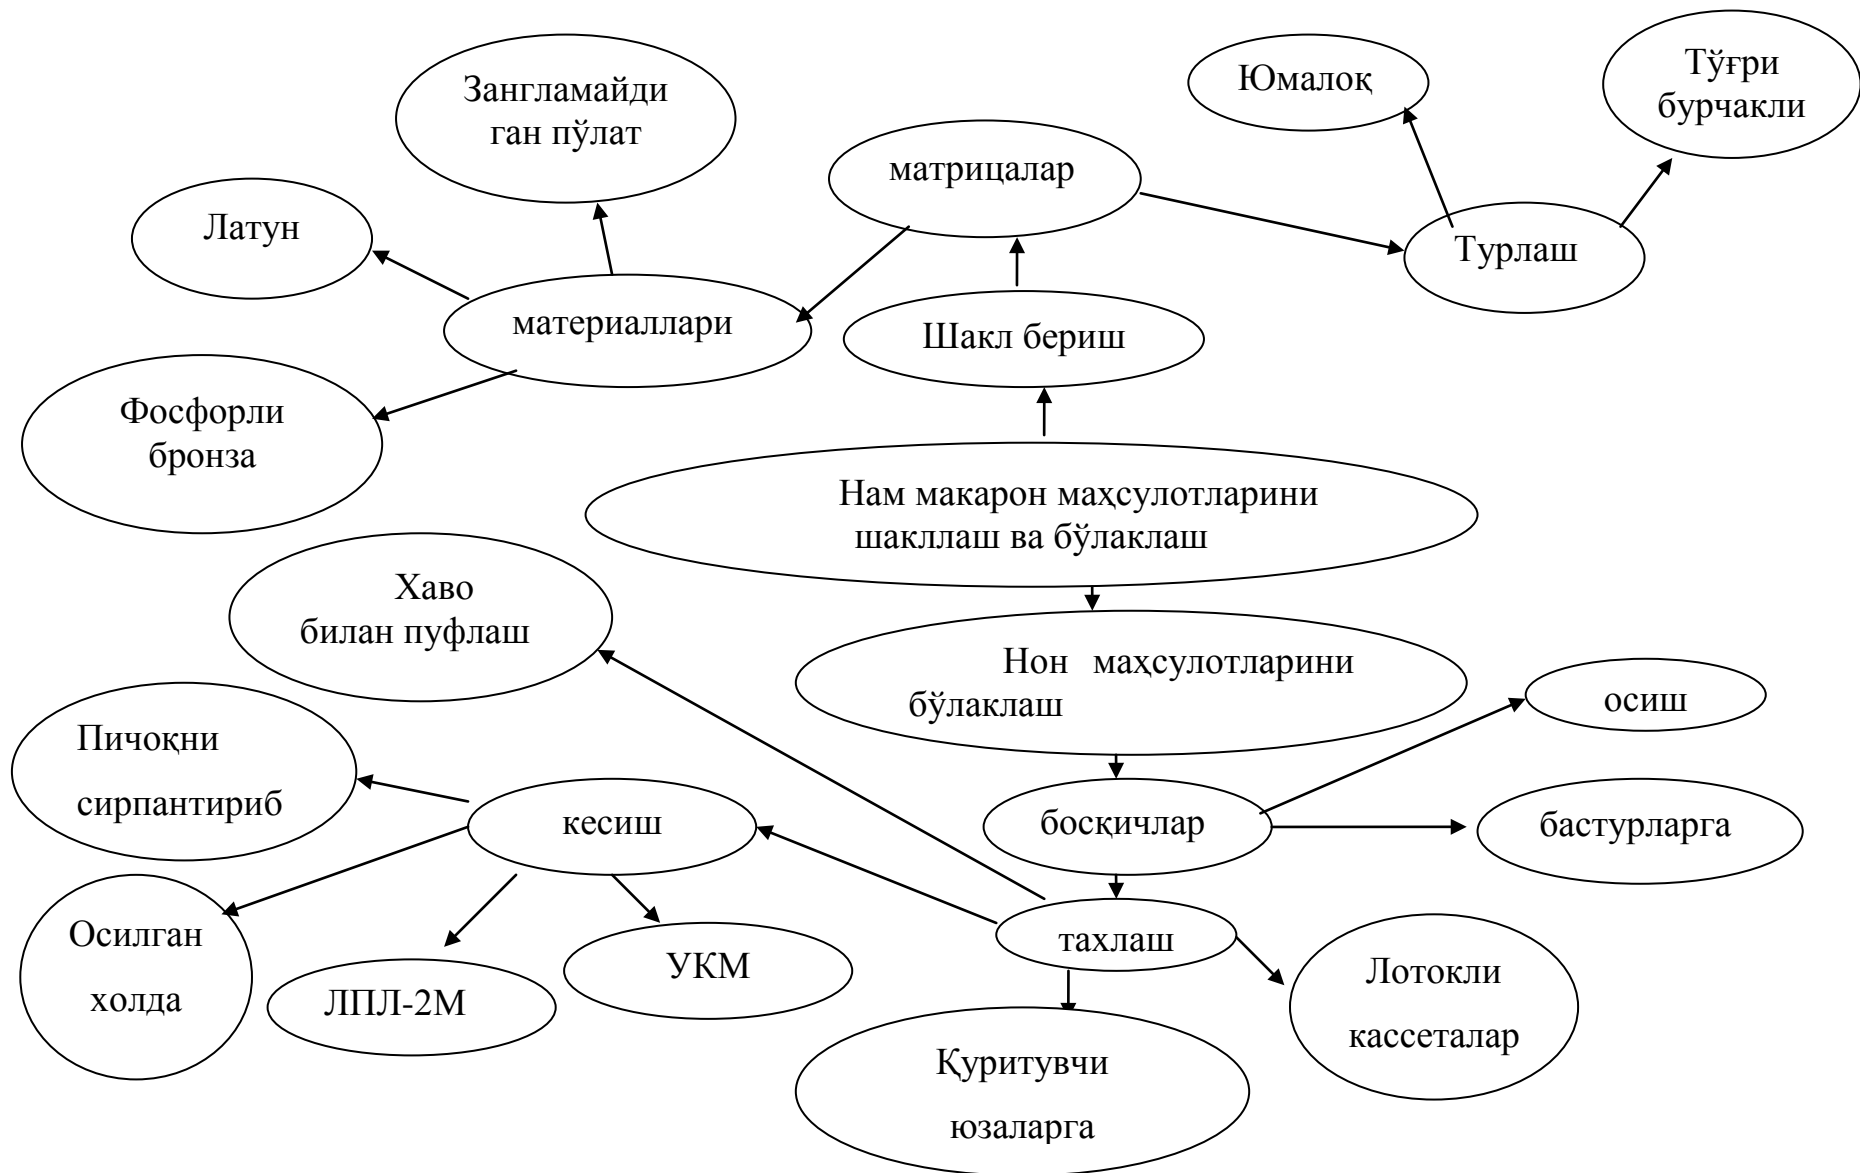 Зангламайди
ган пўлат
Юмалоқ
Тўғри
бурчакли
матрицалар
Латун
Турлаш
материаллари
Шакл бериш
Фосфорли
бронза
Нам макарон маҳсулотларини
шакллаш ва бўлаклаш
Хаво
билан пуфлаш
Нон маҳсулотларини
бўлаклаш
осиш
Пичоқни
сирпантириб
кесиш
босқичлар
бастурларга
Осилган
холда
ЛПЛ-2М
УКМ
тахлаш
Лотокли
кассеталар
Қуритувчи
юзаларга